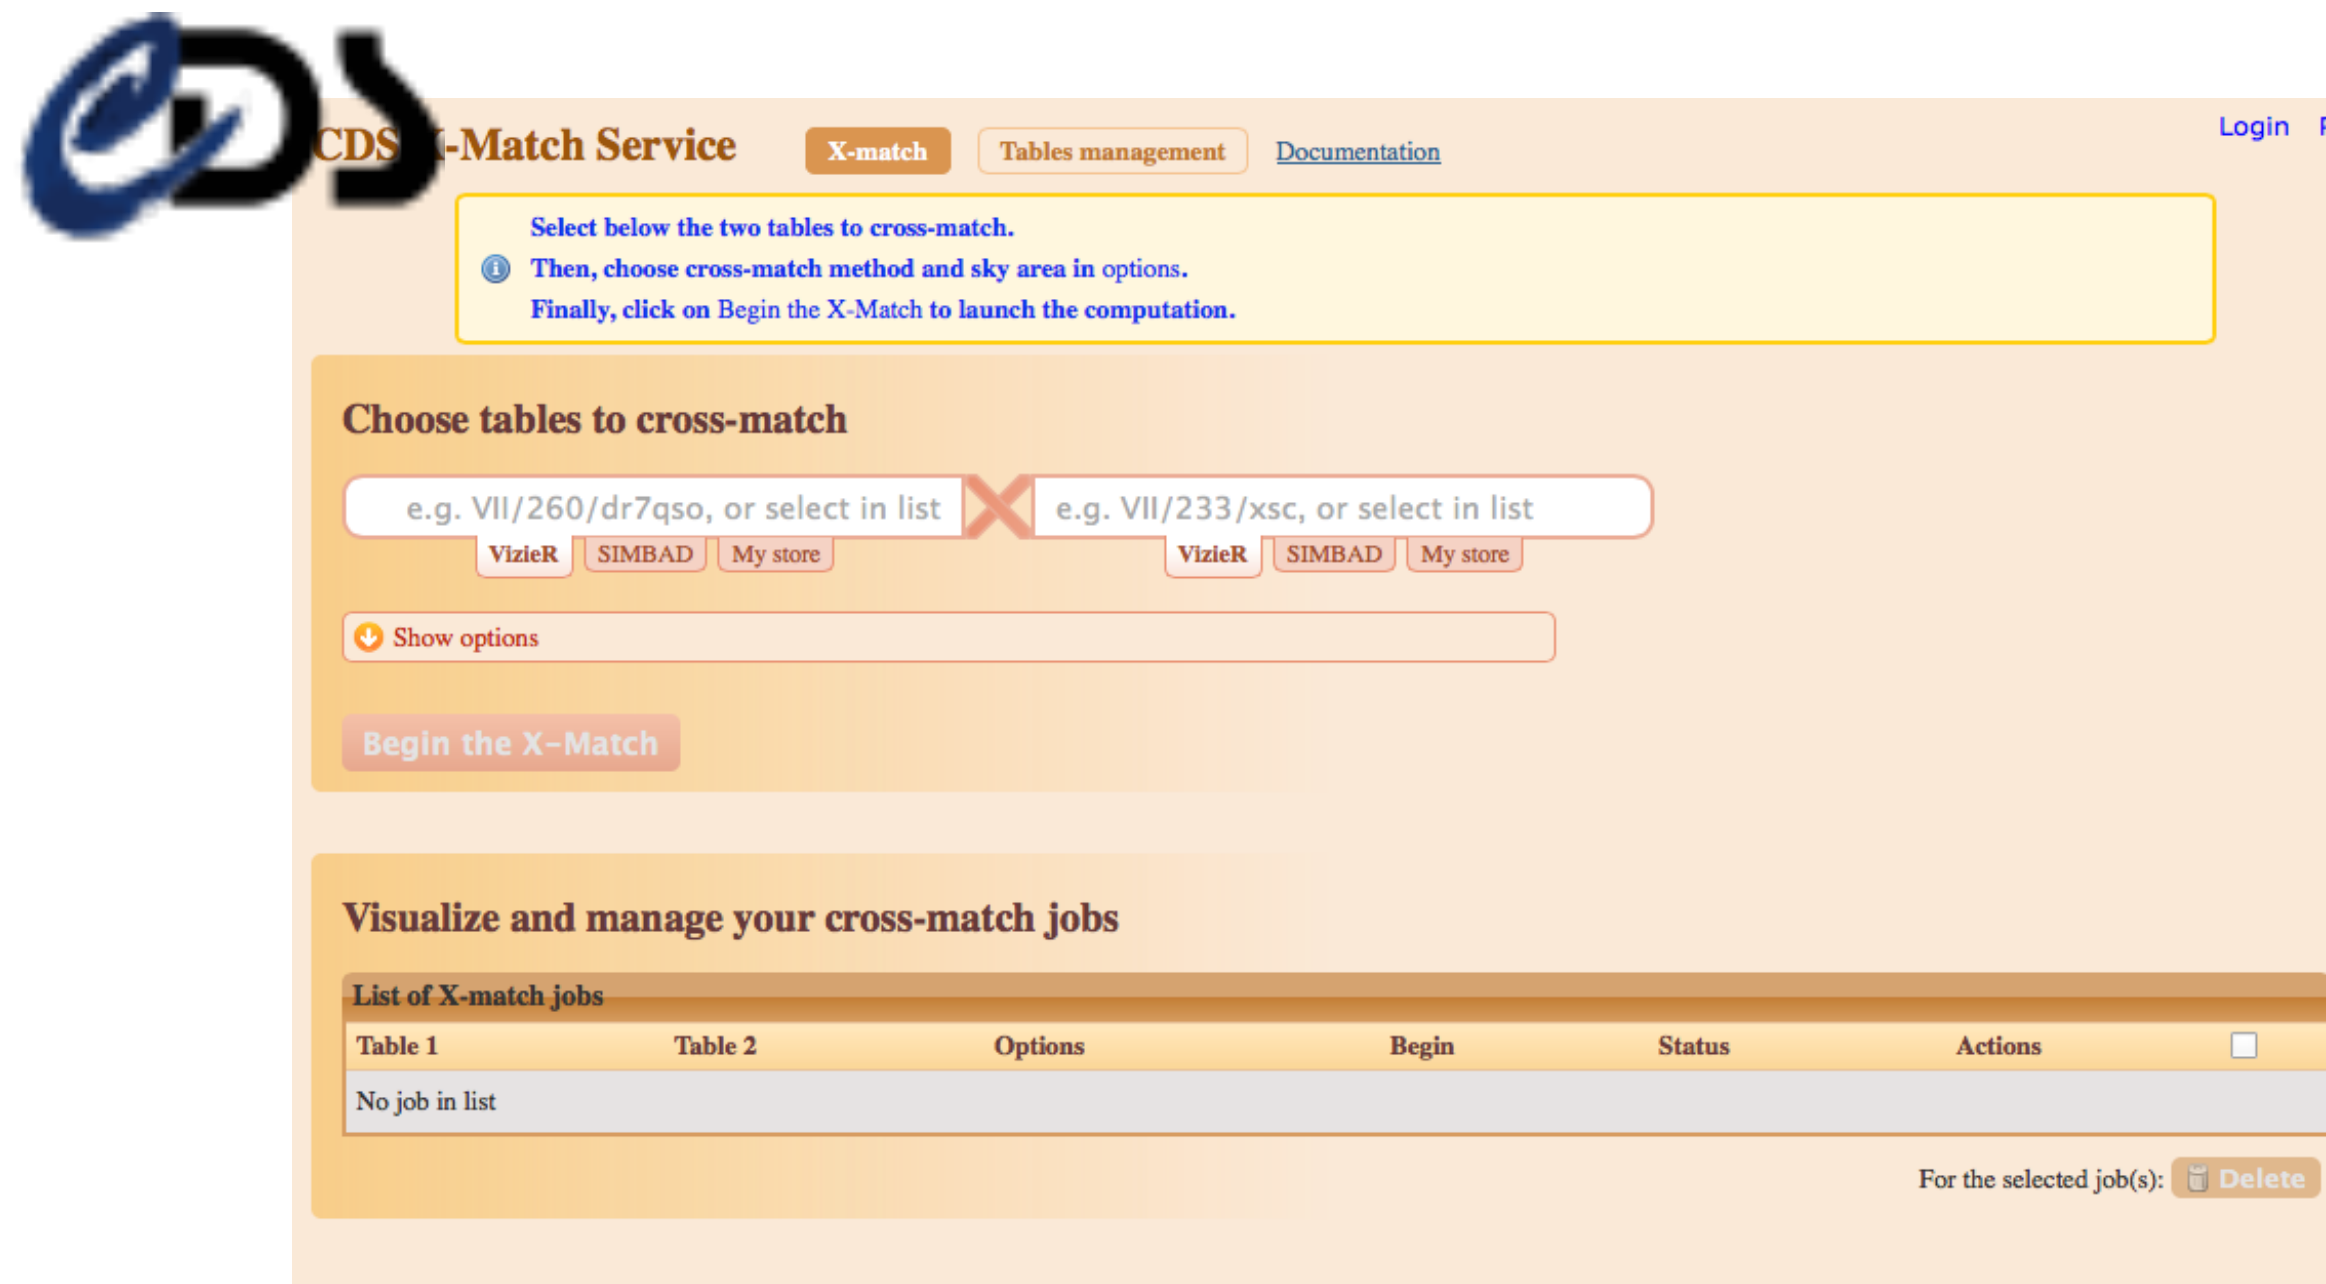 CDS
CDS X-Match Service X-match Tables management Documentation Login
Select below the two tables to cross-match.
Then, choose cross-match method and sky area in options.
Finally, click on Begin the X-Match to launch the computation.
Choose tables to cross-match
e.g. VII/260/dr7qso, or select in list e.g. VII/233/xsc, or select in list
VizieR SIMBAD My store VizieR SIMBAD My store
Show options
Begin the X-Match
Visualize and manage your cross-match jobs
List of X-match jobs
Table 1 Table 2 Options Begin Status Actions
No job in list
For the selected job(s): Delete